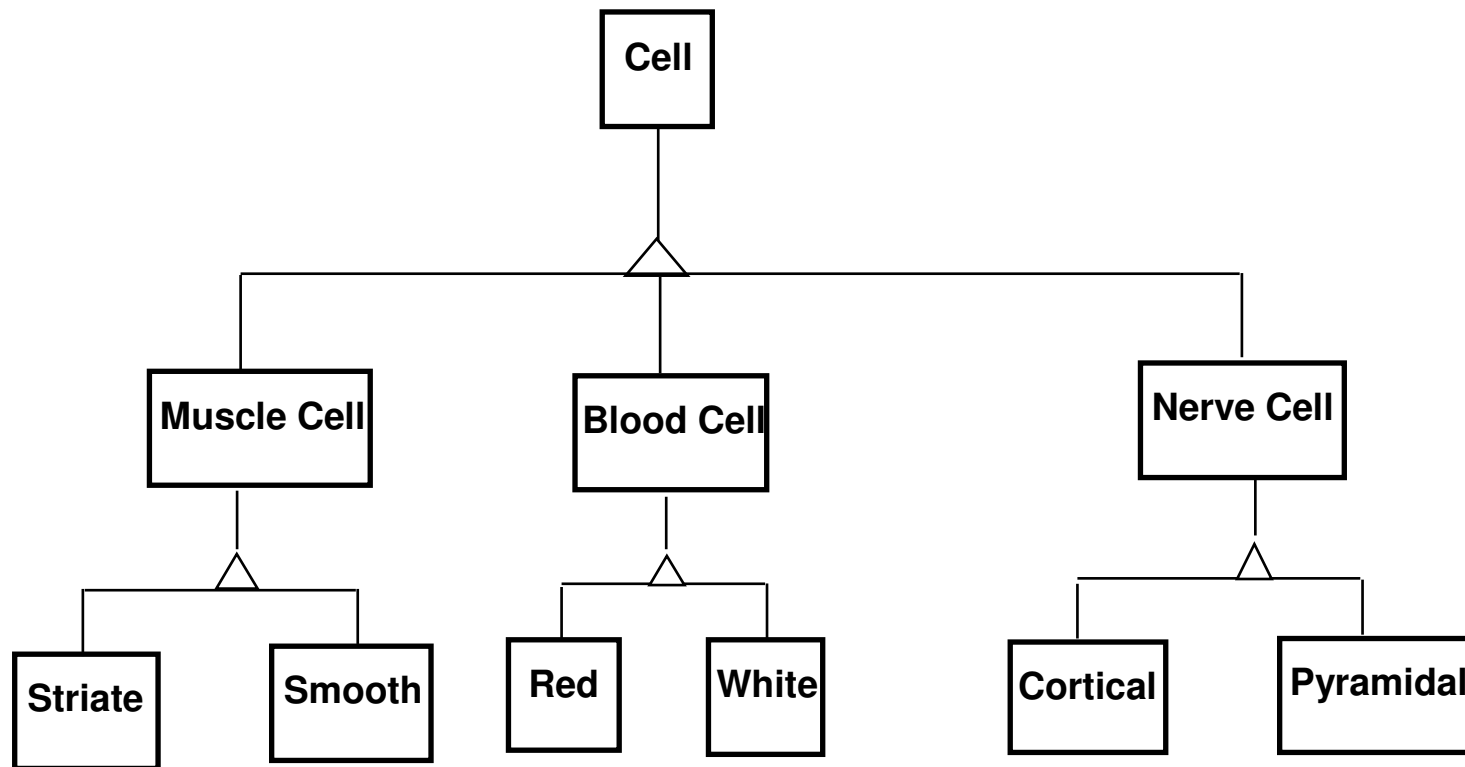 Cell
Muscle Cell
Blood Cell
Nerve Cell
Striate
Smooth
Red
White
Cortical
Pyramidal